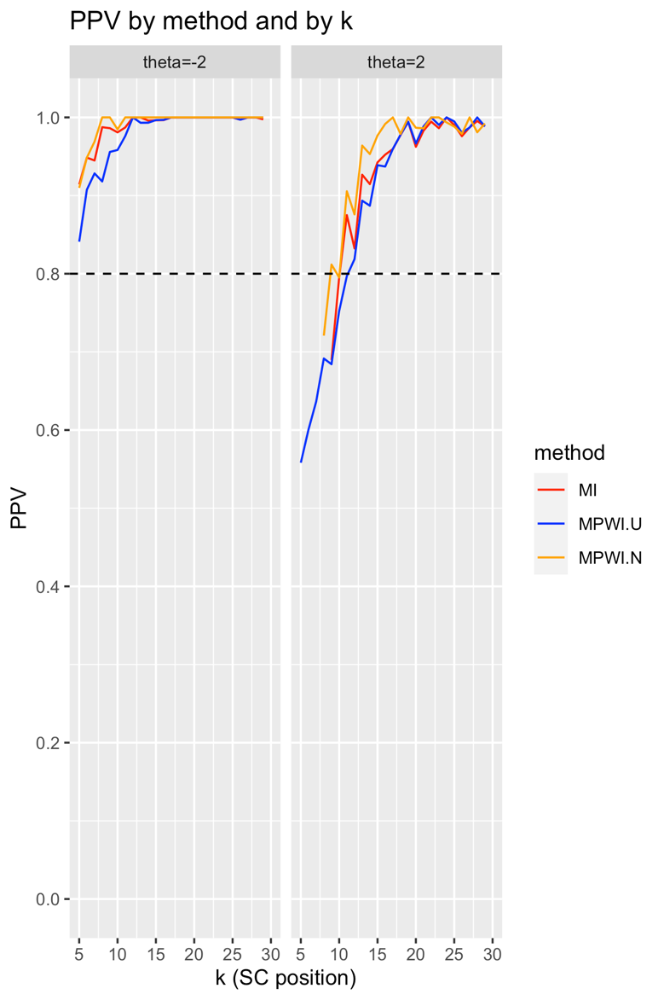 PPV by method and by k
theta=-2
theta=2
1.0
0.8
0.6
0.4
0.2
0.0
PPV
5 10 15 20 25 30
5 10 15 20 25 30
k (SC position)
method
MI
MPWI.U
MPWI.N